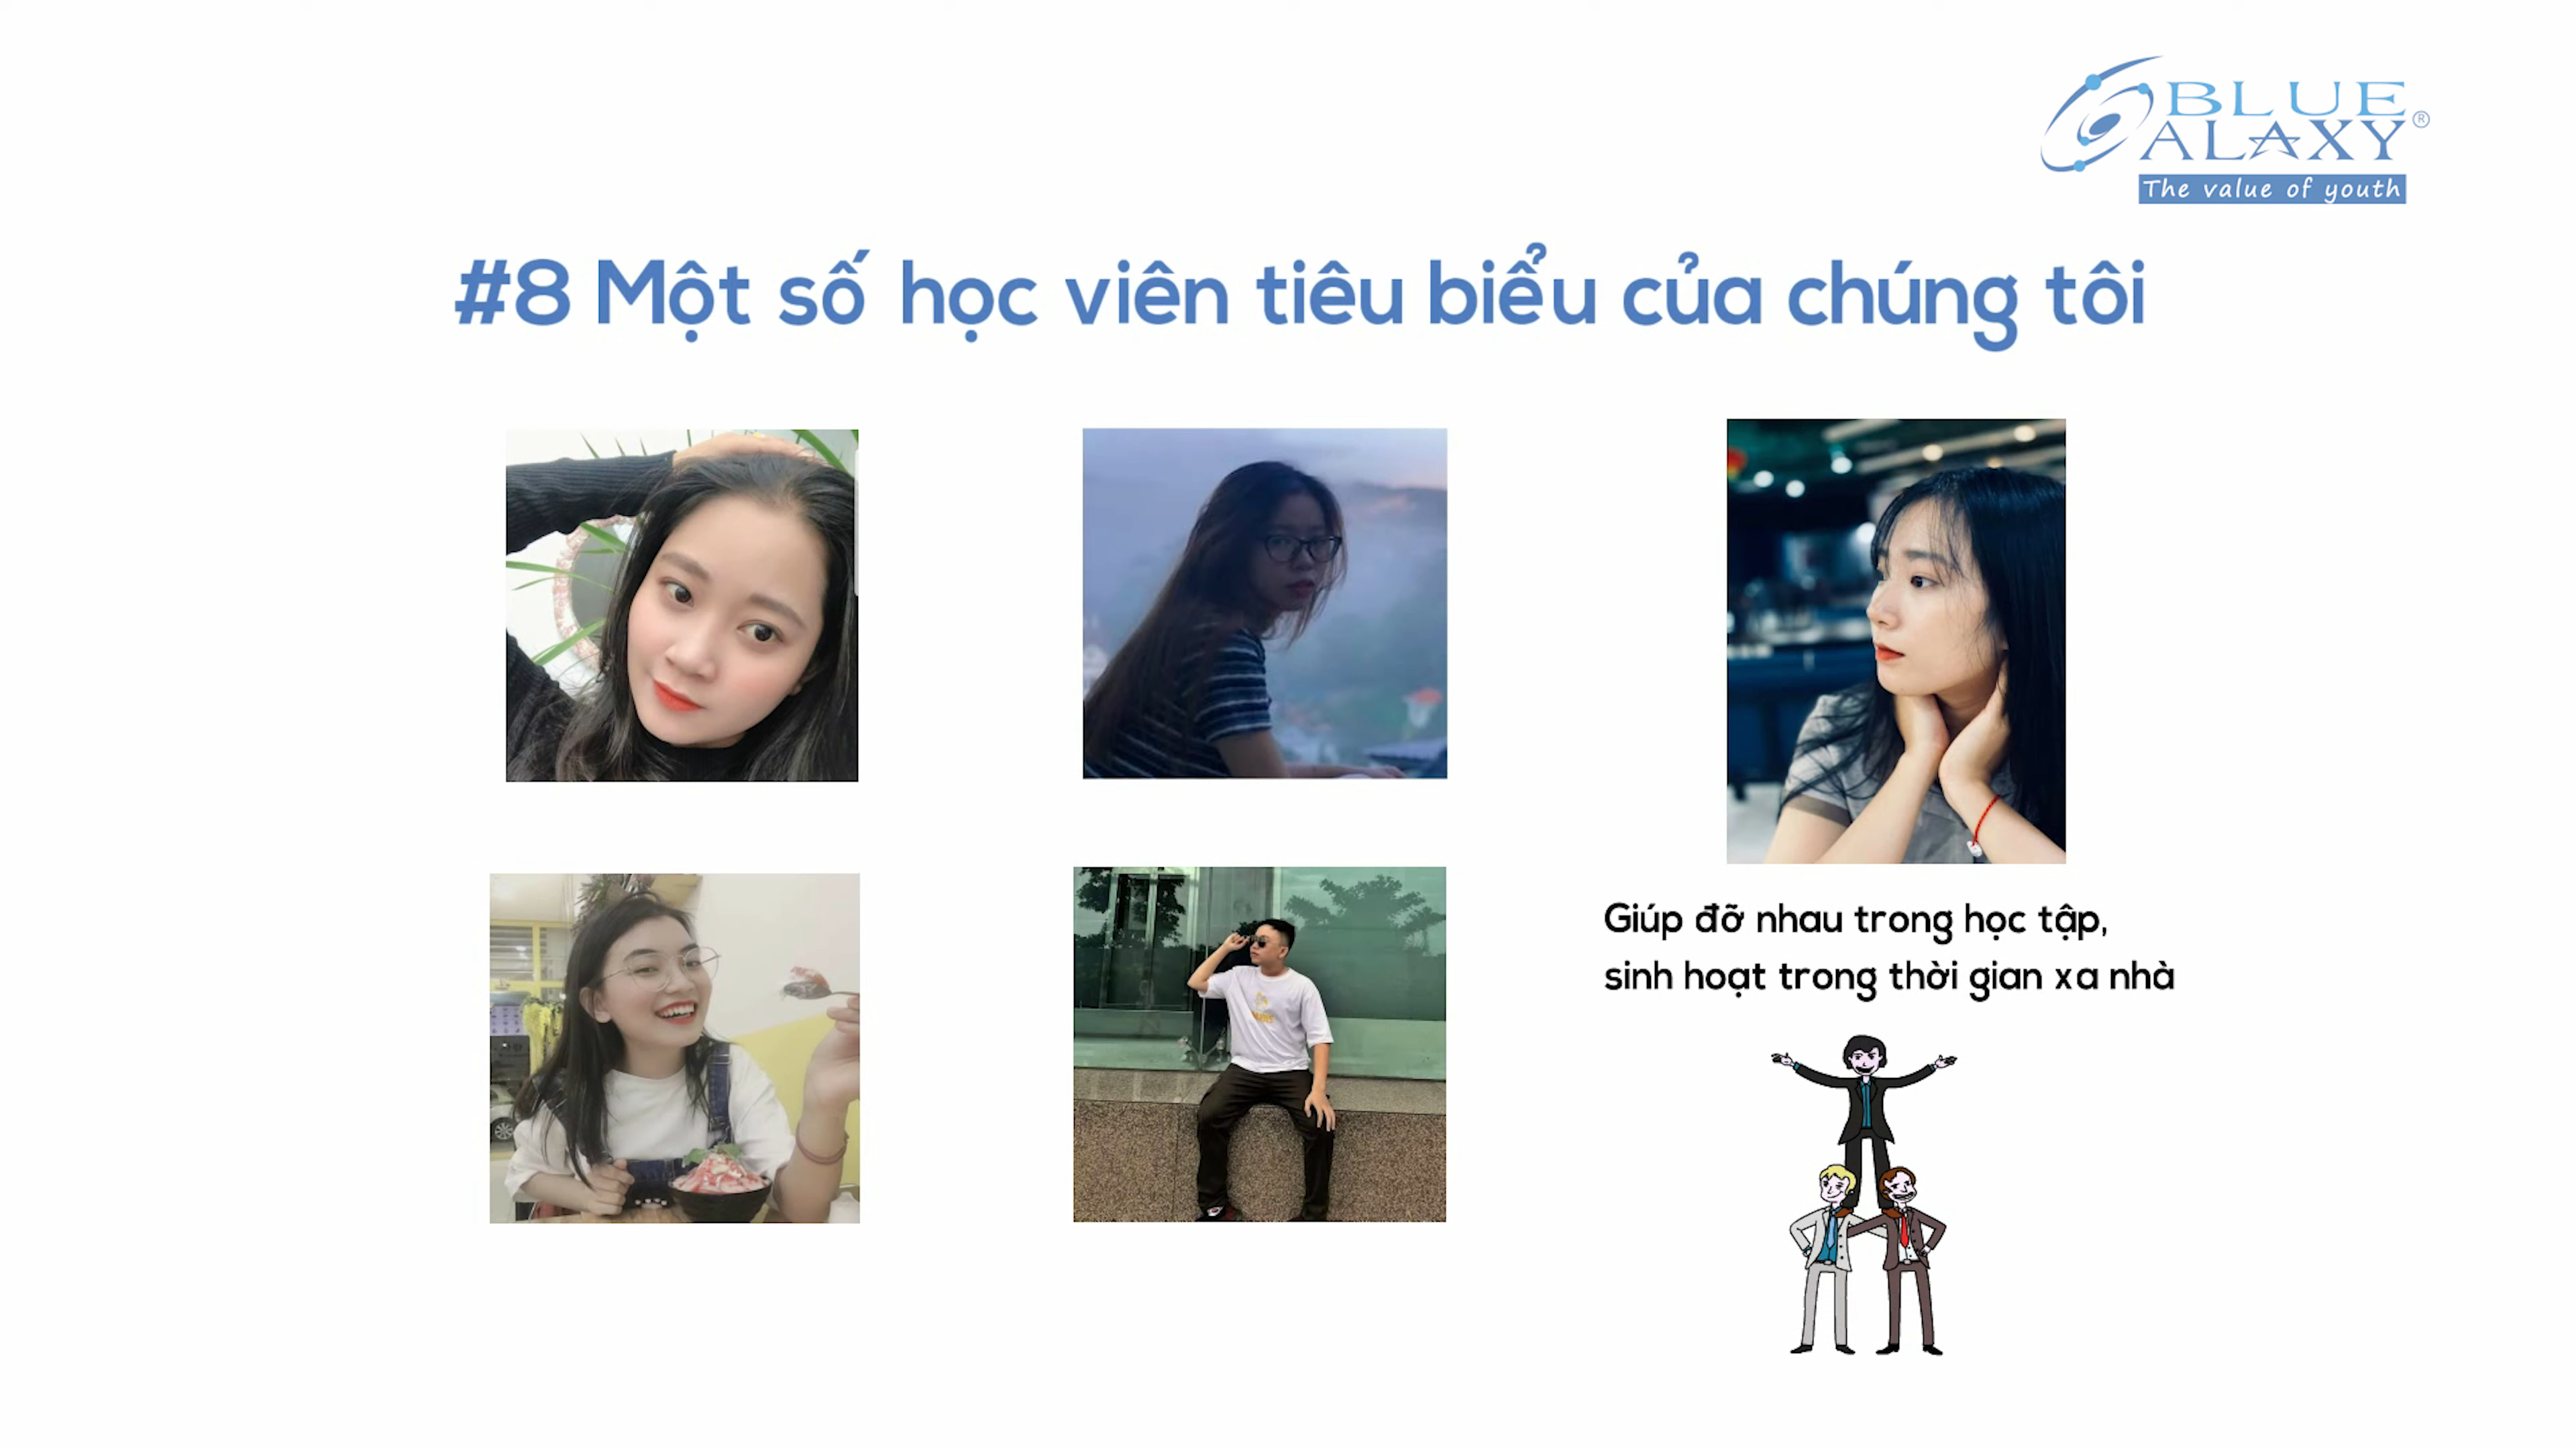 BLUE
GALAXY®
The value of youth
#8 Một số học viên tiêu biểu của chúng tôi
Giúp đỡ nhau trong học tập,
sinh hoạt trong thời gian xa nhà